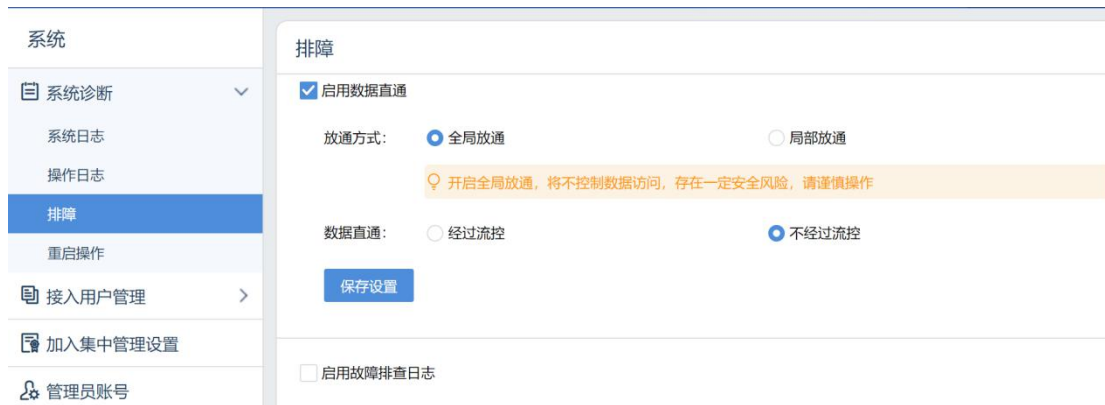 系统
系统诊断
系统日志
操作日志
排障
重启操作
接入用户管理
加入集中管理设置
管理员账号
排障
启用数据直通
放通方式： 全局放通 局部放通
开启全局放通，将不控制数据访问，存在一定安全风险，请谨慎操作
数据直通： 经过流控 不经过流控
保存设置
启用故障排查日志